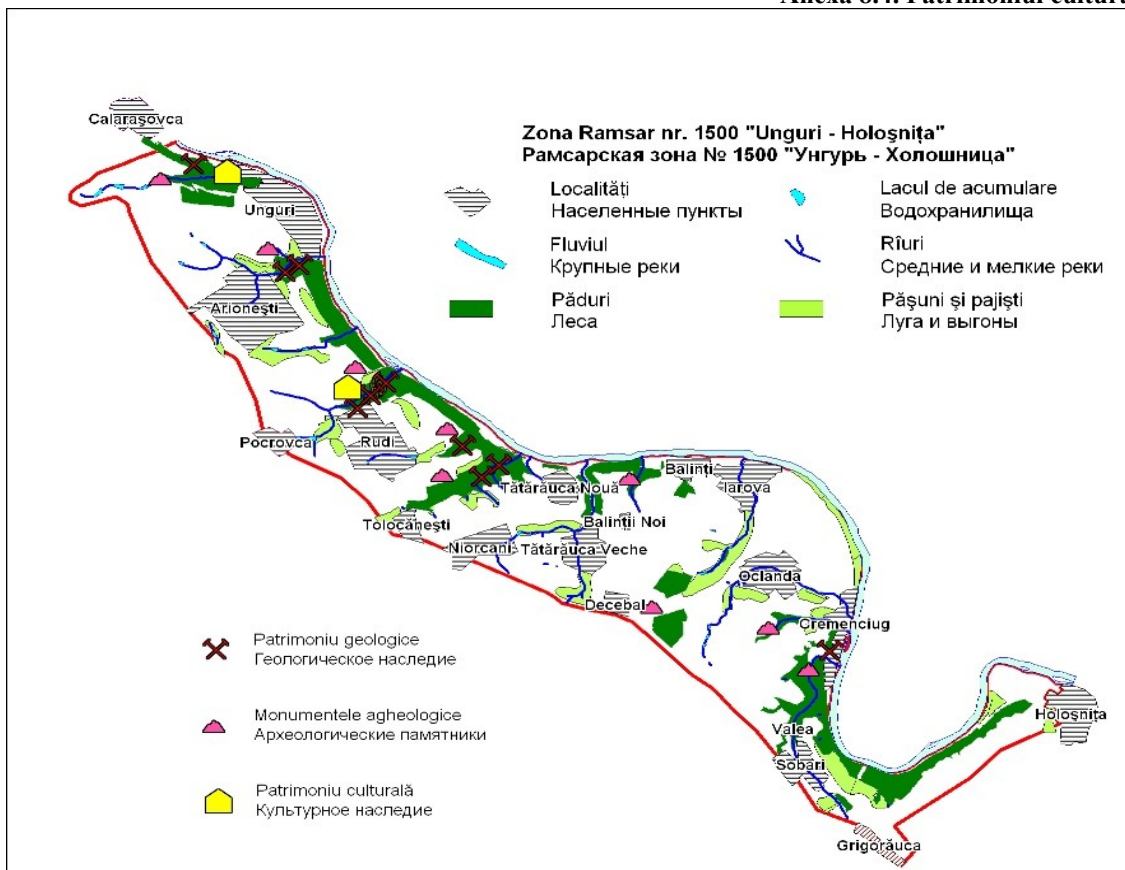 Anexa 8.4. Patrimoniul cultur
Zona Ramsar nr. 1500 "Unguri - Holoşniţa"
Рамсарская зона № 1500 "Унгурь - Холошница"
Localităţi
Населенные пункты
Lacul de acumulare
Водохранилища
Fluviul
Крупные реки
Rîuri
Средние и мелкие реки
Păduri
Леса
Păşuni şi pajişti
Луга и выгоны
Calaraşovca
Unguri
Arioneşti
Pocrovca
Rudi
Tolocăneşti
Tătărăuca Nouă
Balinţi
Iarova
Balinţii Noi
Niorcani
Tătărăuca Veche
Oclanda
Decebal
Cremenciug
Holoşniţa
Valea
Sobari
Grigorăuca
Patrimoniu geologice
Геологическое наследие
Monumentele agheologice
Археологические памятники
Patrimoniu culturală
Культурное наследие